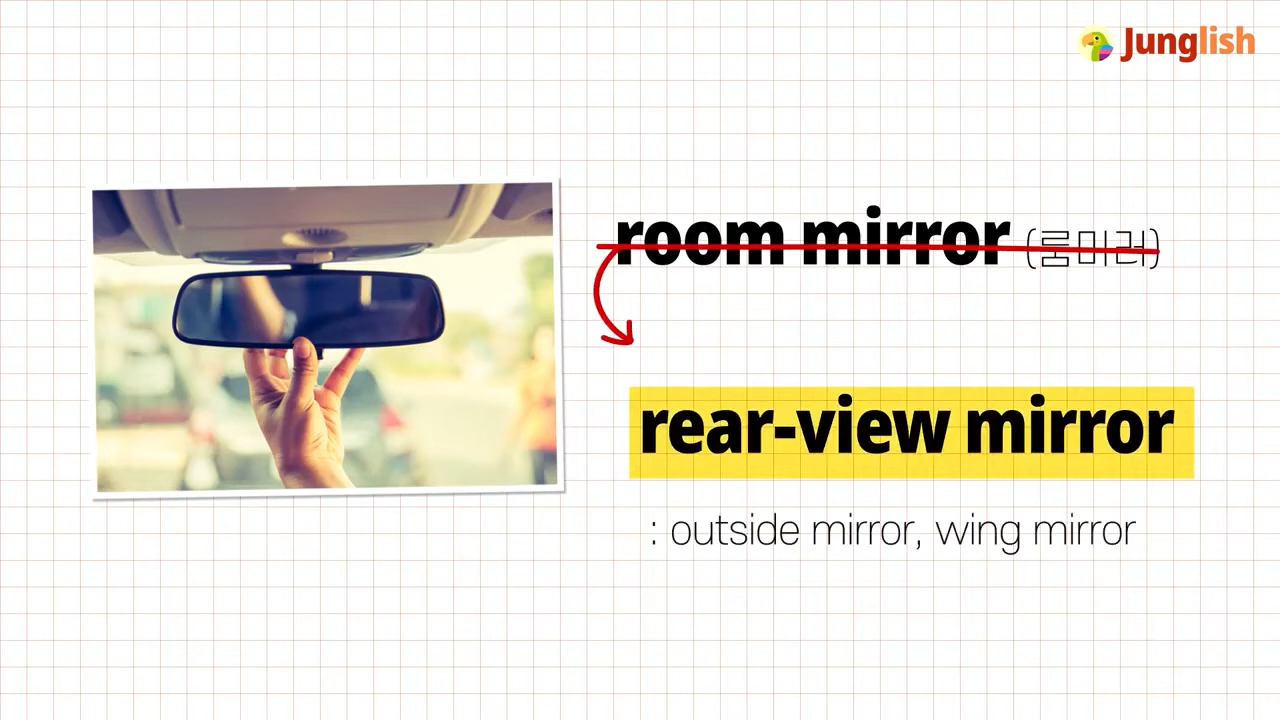 Junglish
room mirror (룸미러)
rear-view mirror
: outside mirror, wing mirror